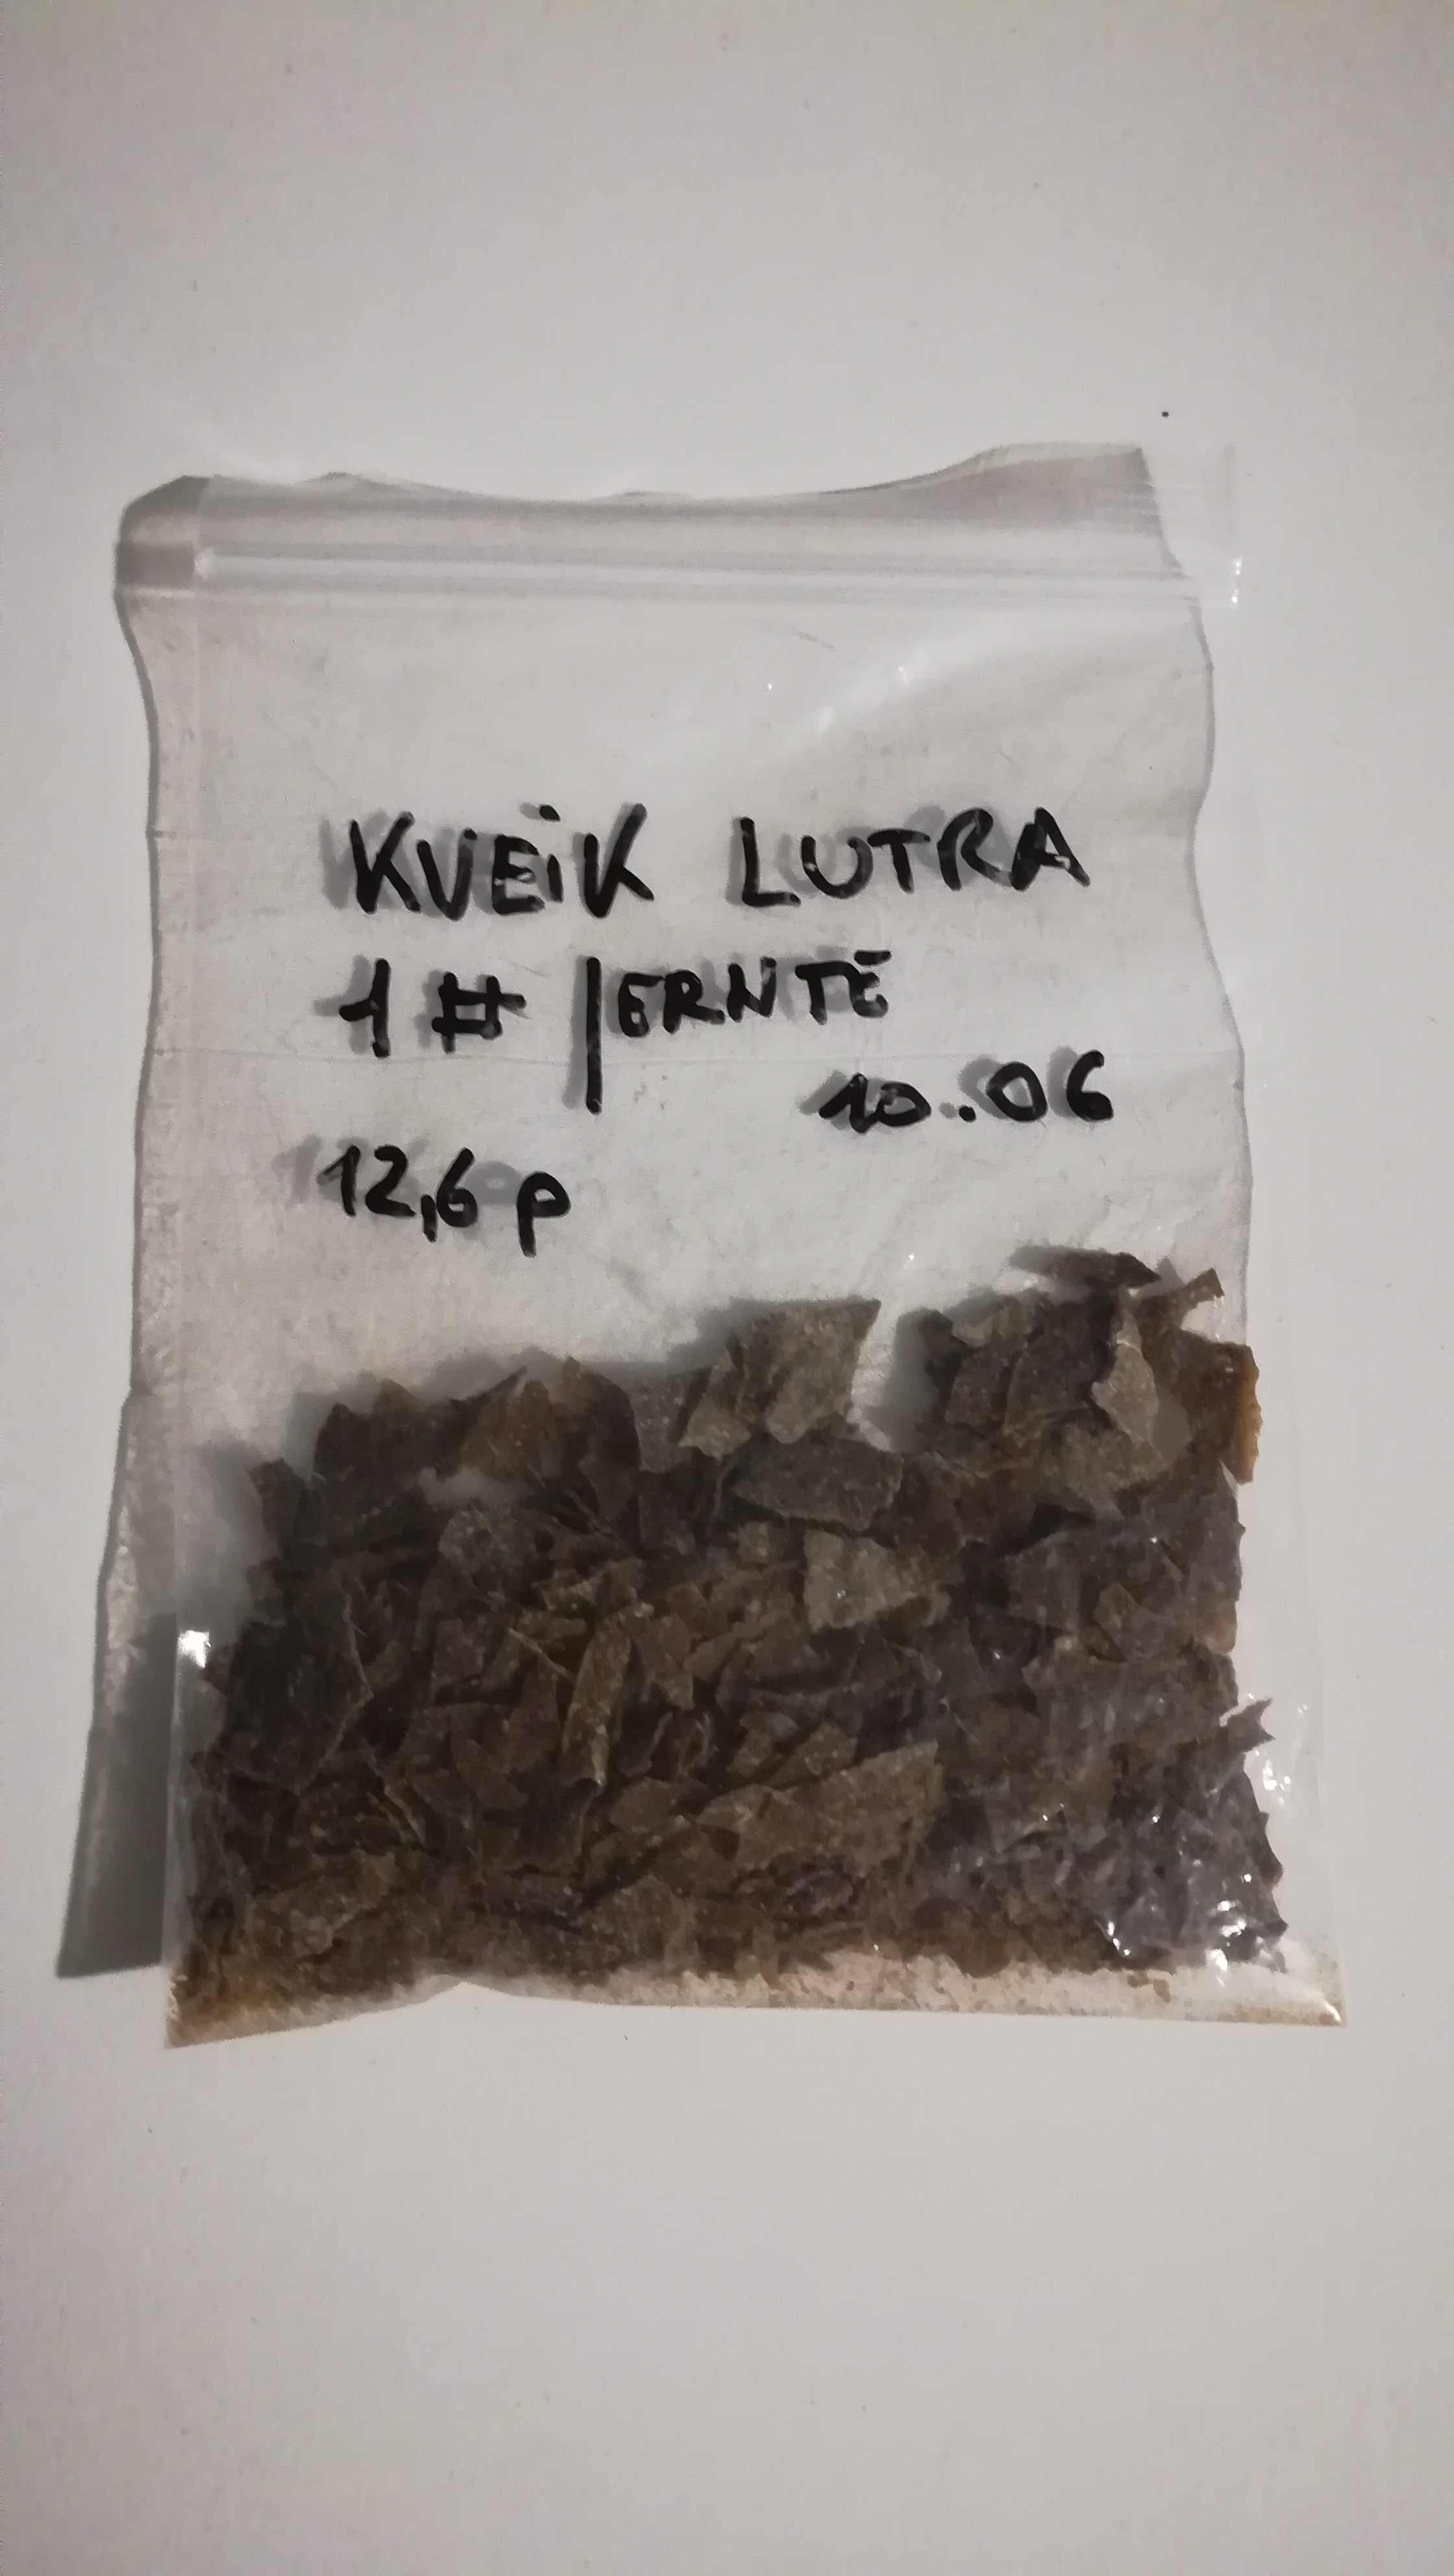 KVEiK LUTRA
1 # /ERNTE
10..06
12,6 p